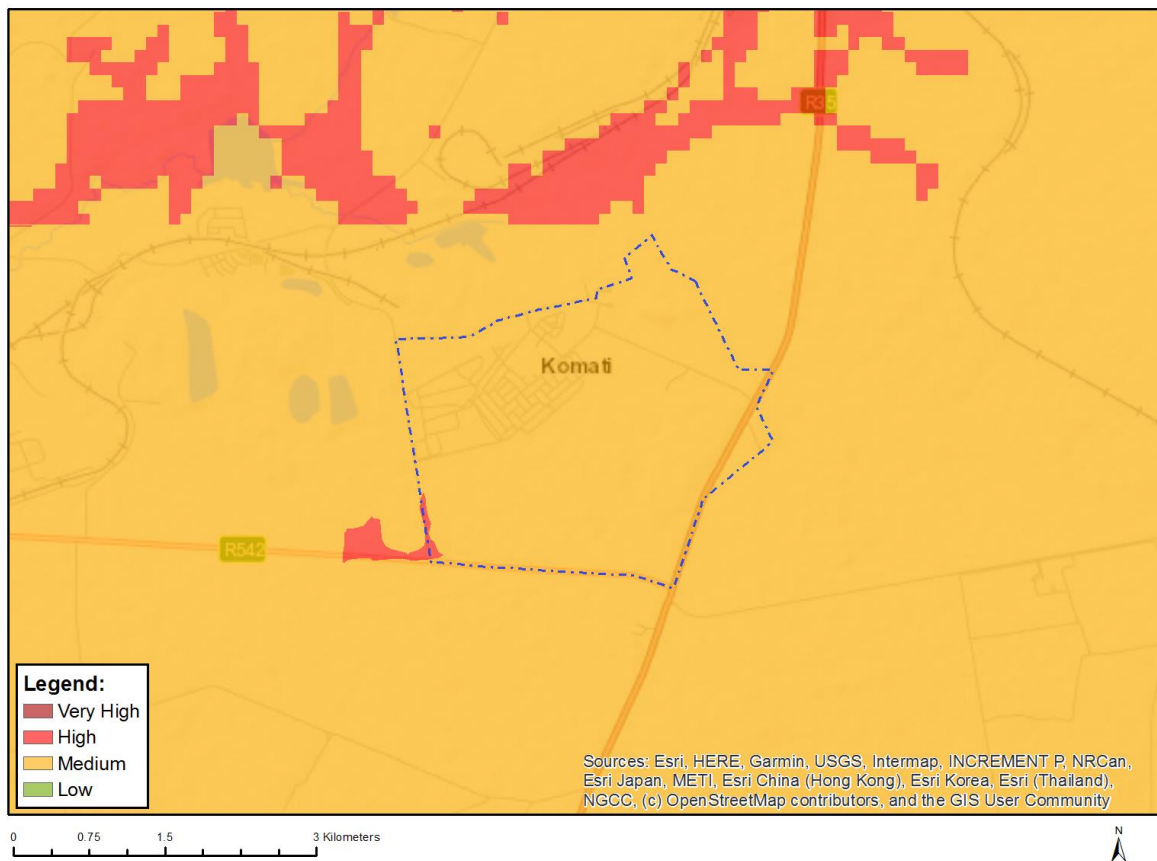 R35
Komati
R542
Legend:
Very High
High
Medium
Low
Sources: Esri, HERE, Garmin, USGS, Intermap, INCREMENT P, NRCan,
Esri Japan, METI, Esri China (Hong Kong), Esri Korea, Esri (Thailand),
NGCC, (c) OpenStreetMap contributors, and the GIS User Community
0 0.75 1.5 3 Kilometers
N